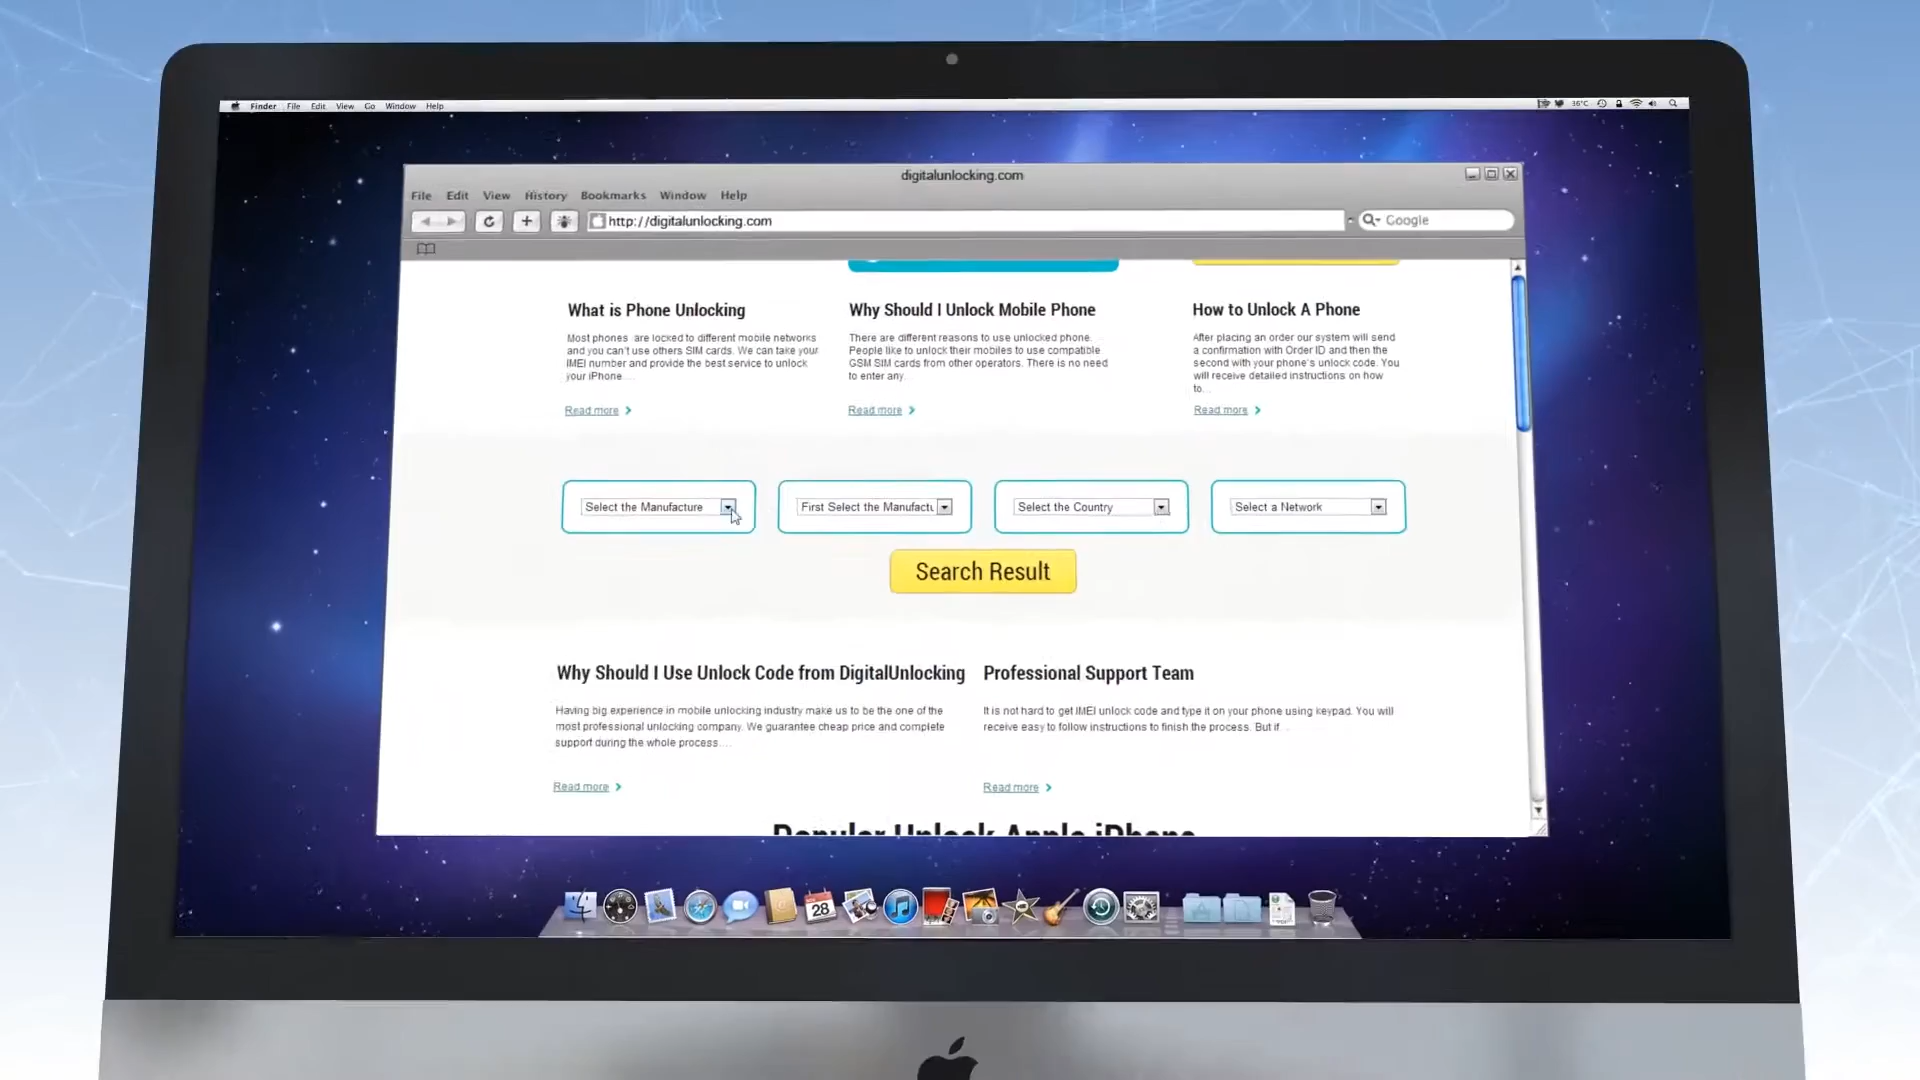 Finder File Edit View Go Window Help
36°C
digitalunlocking.com
File Edit View History Bookmarks Window Help
http://digitalunlocking.com
Google
What is Phone Unlocking
Most phones are locked to different mobile networks
and you can't use others SIM cards. We can take your
IMEI number and provide the best service to unlock
your iPhone....
Read more
Why Should I Unlock Mobile Phone
There are different reasons to use unlocked phone.
People like to unlock their mobiles to use compatible
GSM SIM cards from other operators. There is no need
to enter any.
Read more
How to Unlock A Phone
After placing an order our system will send
a confirmation with Order ID and then the
second with your phone's unlock code. You
will receive detailed instructions on how
to...
Read more
Select the Manufacture
First Select the Manufactu
Select the Country
Select a Network
Search Result
Why Should I Use Unlock Code from DigitalUnlocking
Having big experience in mobile unlocking industry make us to be the one of the
most professional unlocking company. We guarantee cheap price and complete
support during the whole process....
Read more
Professional Support Team
It is not hard to get IMEI unlock code and type it on your phone using keypad. You will
receive easy to follow instructions to finish the process. But if...
Read more
Popular Unlock Apple iPhone
28